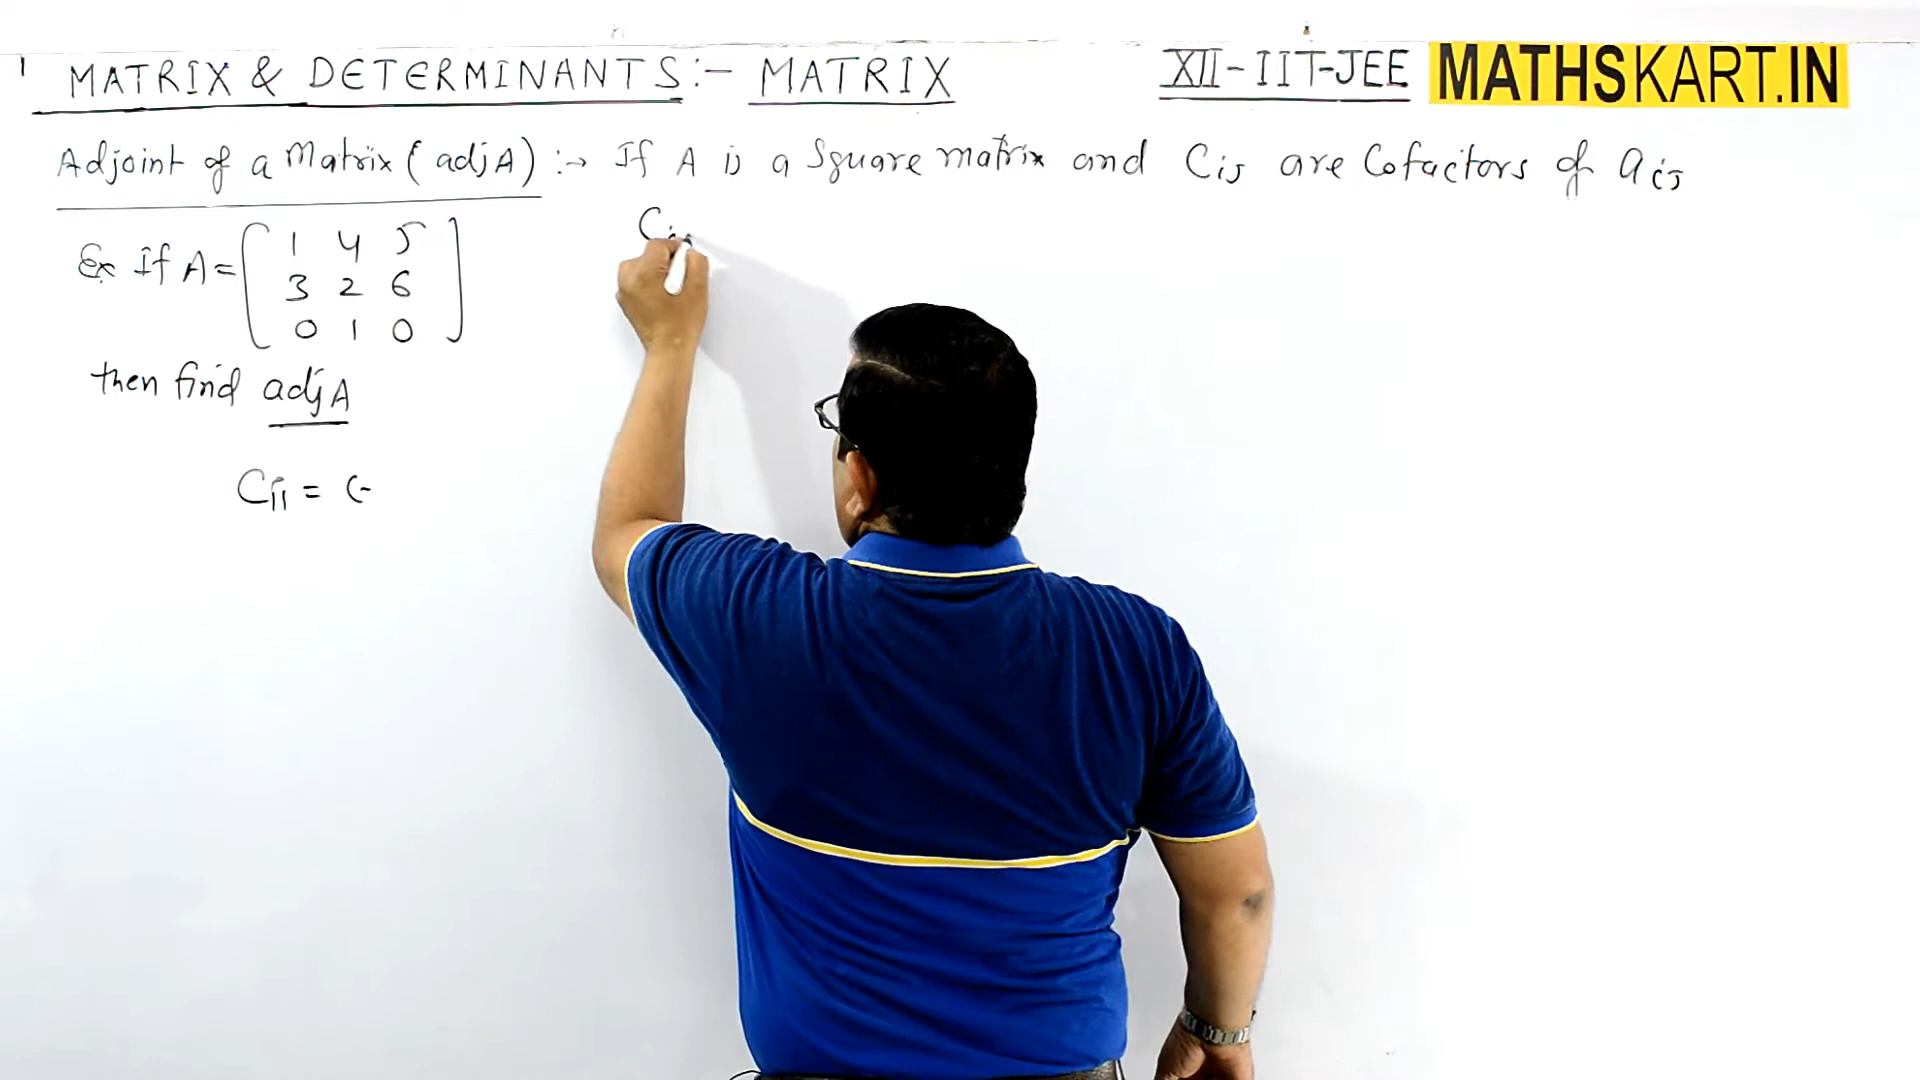 MATRIX & DETERMINANTS:- MATRIX XII-IIT-JEE MATHSKART.IN
Adjoint of a Matrix (adj A) :→ If A is a square matrix and Cij are Cofactors of aij
Ex If A = [ 1 4 5
3 2 6
0 1 0 ]
then find adj A
Cij
C11 = (-